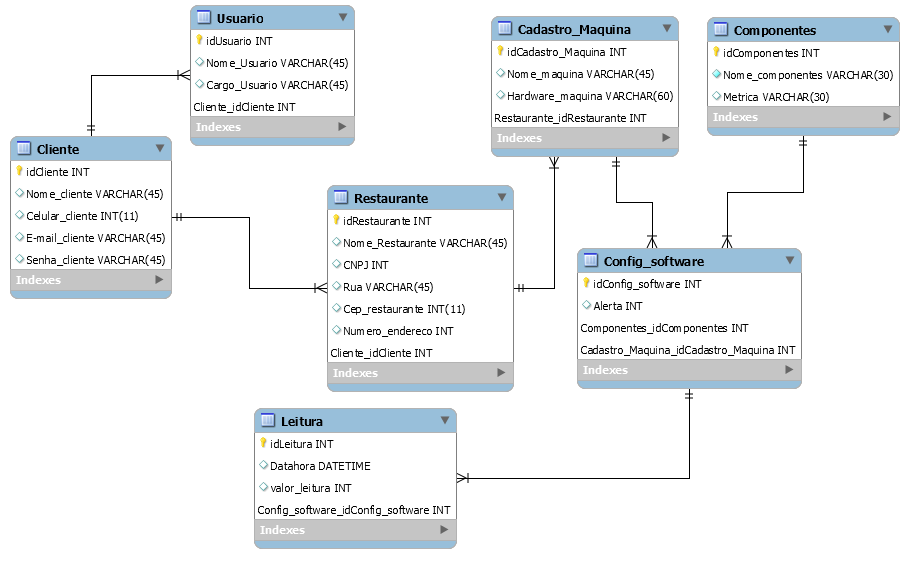 Usuario
idUsuario INT
Nome_Usuario VARCHAR(45)
Cargo_Usuario VARCHAR(45)
Cliente_idCliente INT
Indexes
Cadastro_Maquina
idCadastro_Maquina INT
Nome_maquina VARCHAR(45)
Hardware_maquina VARCHAR(60)
Restaurante_idRestaurante INT
Indexes
Componentes
idComponentes INT
Nome_componentes VARCHAR(30)
Metrica VARCHAR(30)
Indexes
Cliente
idCliente INT
Nome_cliente VARCHAR(45)
Celular_cliente INT(11)
E-mail_cliente VARCHAR(45)
Senha_cliente VARCHAR(45)
Indexes
Restaurante
idRestaurante INT
Nome_Restaurante VARCHAR(45)
CNPJ INT
Rua VARCHAR(45)
Cep_restaurante INT(11)
Numero_endereco INT
Cliente_idCliente INT
Indexes
Config_software
idConfig_software INT
Alerta INT
Componentes_idComponentes INT
Cadastro_Maquina_idCadastro_Maquina INT
Indexes
Leitura
idLeitura INT
Datahora DATETIME
valor_leitura INT
Config_software_idConfig_software INT
Indexes